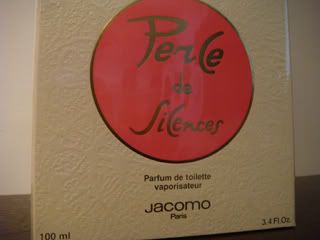 Perle
de
Silences
Parfum de toilette
vaporisateur
JACOMO
Paris
100 ml
3.4 Fl.Oz.